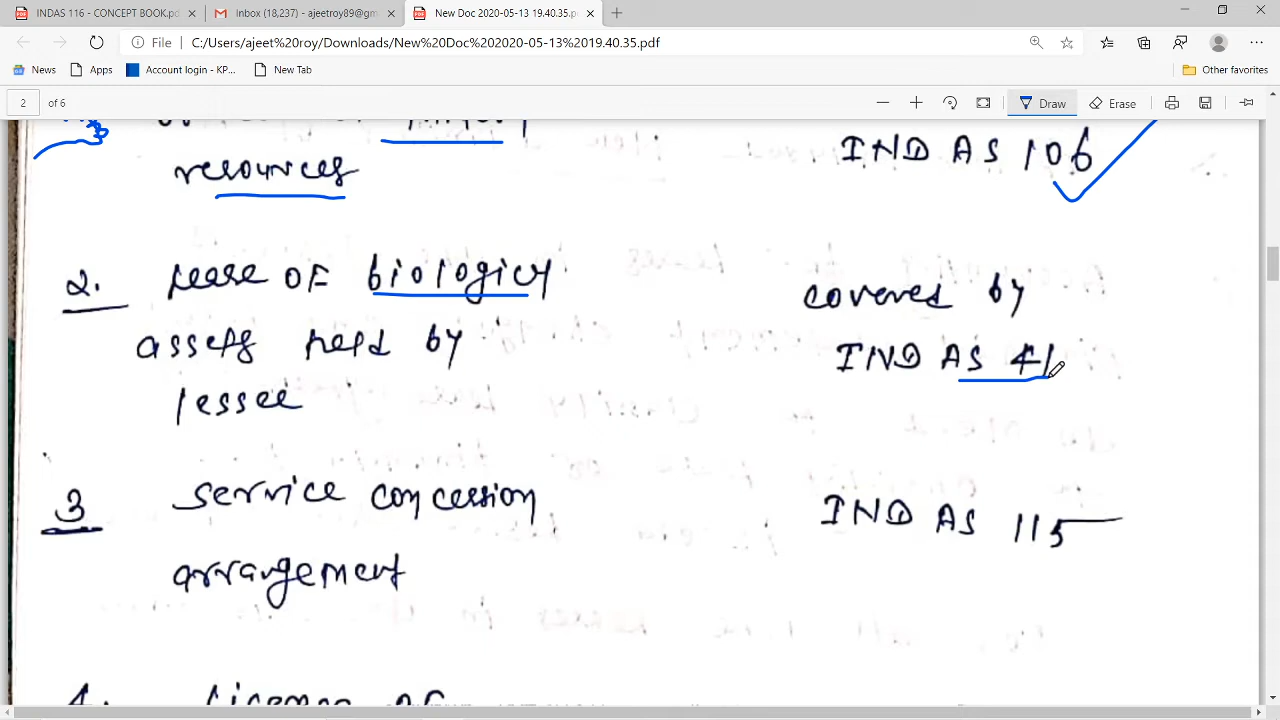 INDAS 116 - CONCEPT BOOK.pd
Inbox (18,237) - ajeetroy89@gm
New Doc 2020-05-13 19.40.35.p
File
C:/Users/ajeet%20roy/Downloads/New%20Doc%202020-05-13%2019.40.35.pdf
News
Apps
Account login - KP...
New Tab
Other favorites
2 of 6
Draw
Erase
resources
IND AS 106
2. lease of biological
covered by
assets held by
IND AS 41
lessee
3 service concession
IND AS 115
arrangement
4. license of